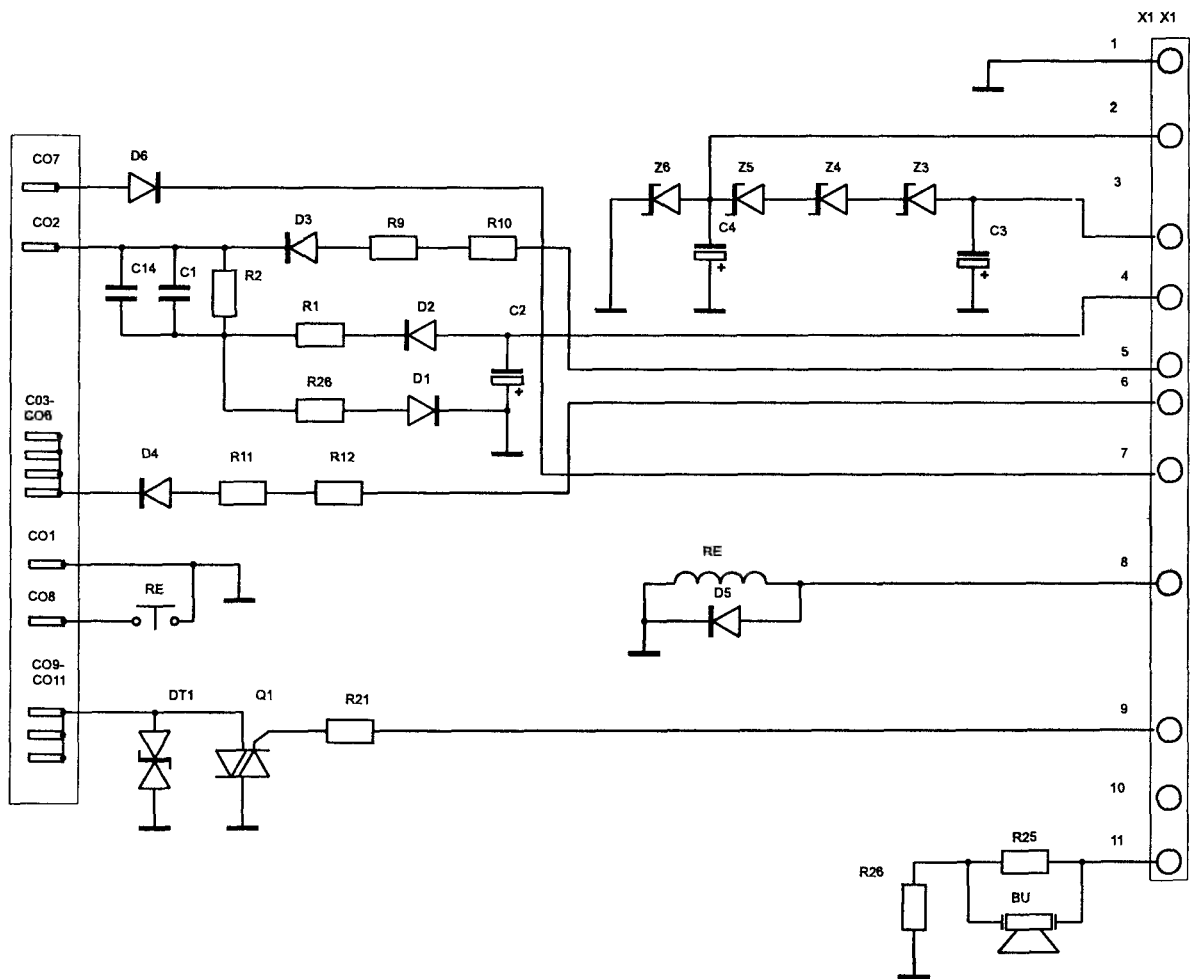 X1 X1
1
2
CO7
D6
Z6
Z5
Z4
Z3
3
CO2
D3
R9
R10
C4
C3
C14
C1
R2
4
R1
D2
C2
5
R26
D1
6
C03-
CO6
D4
R11
R12
7
CO1
RE
8
CO8
RE
D5
CO9-
CO11
DT1
Q1
R21
9
10
11
R25
R26
BU
+
+
+